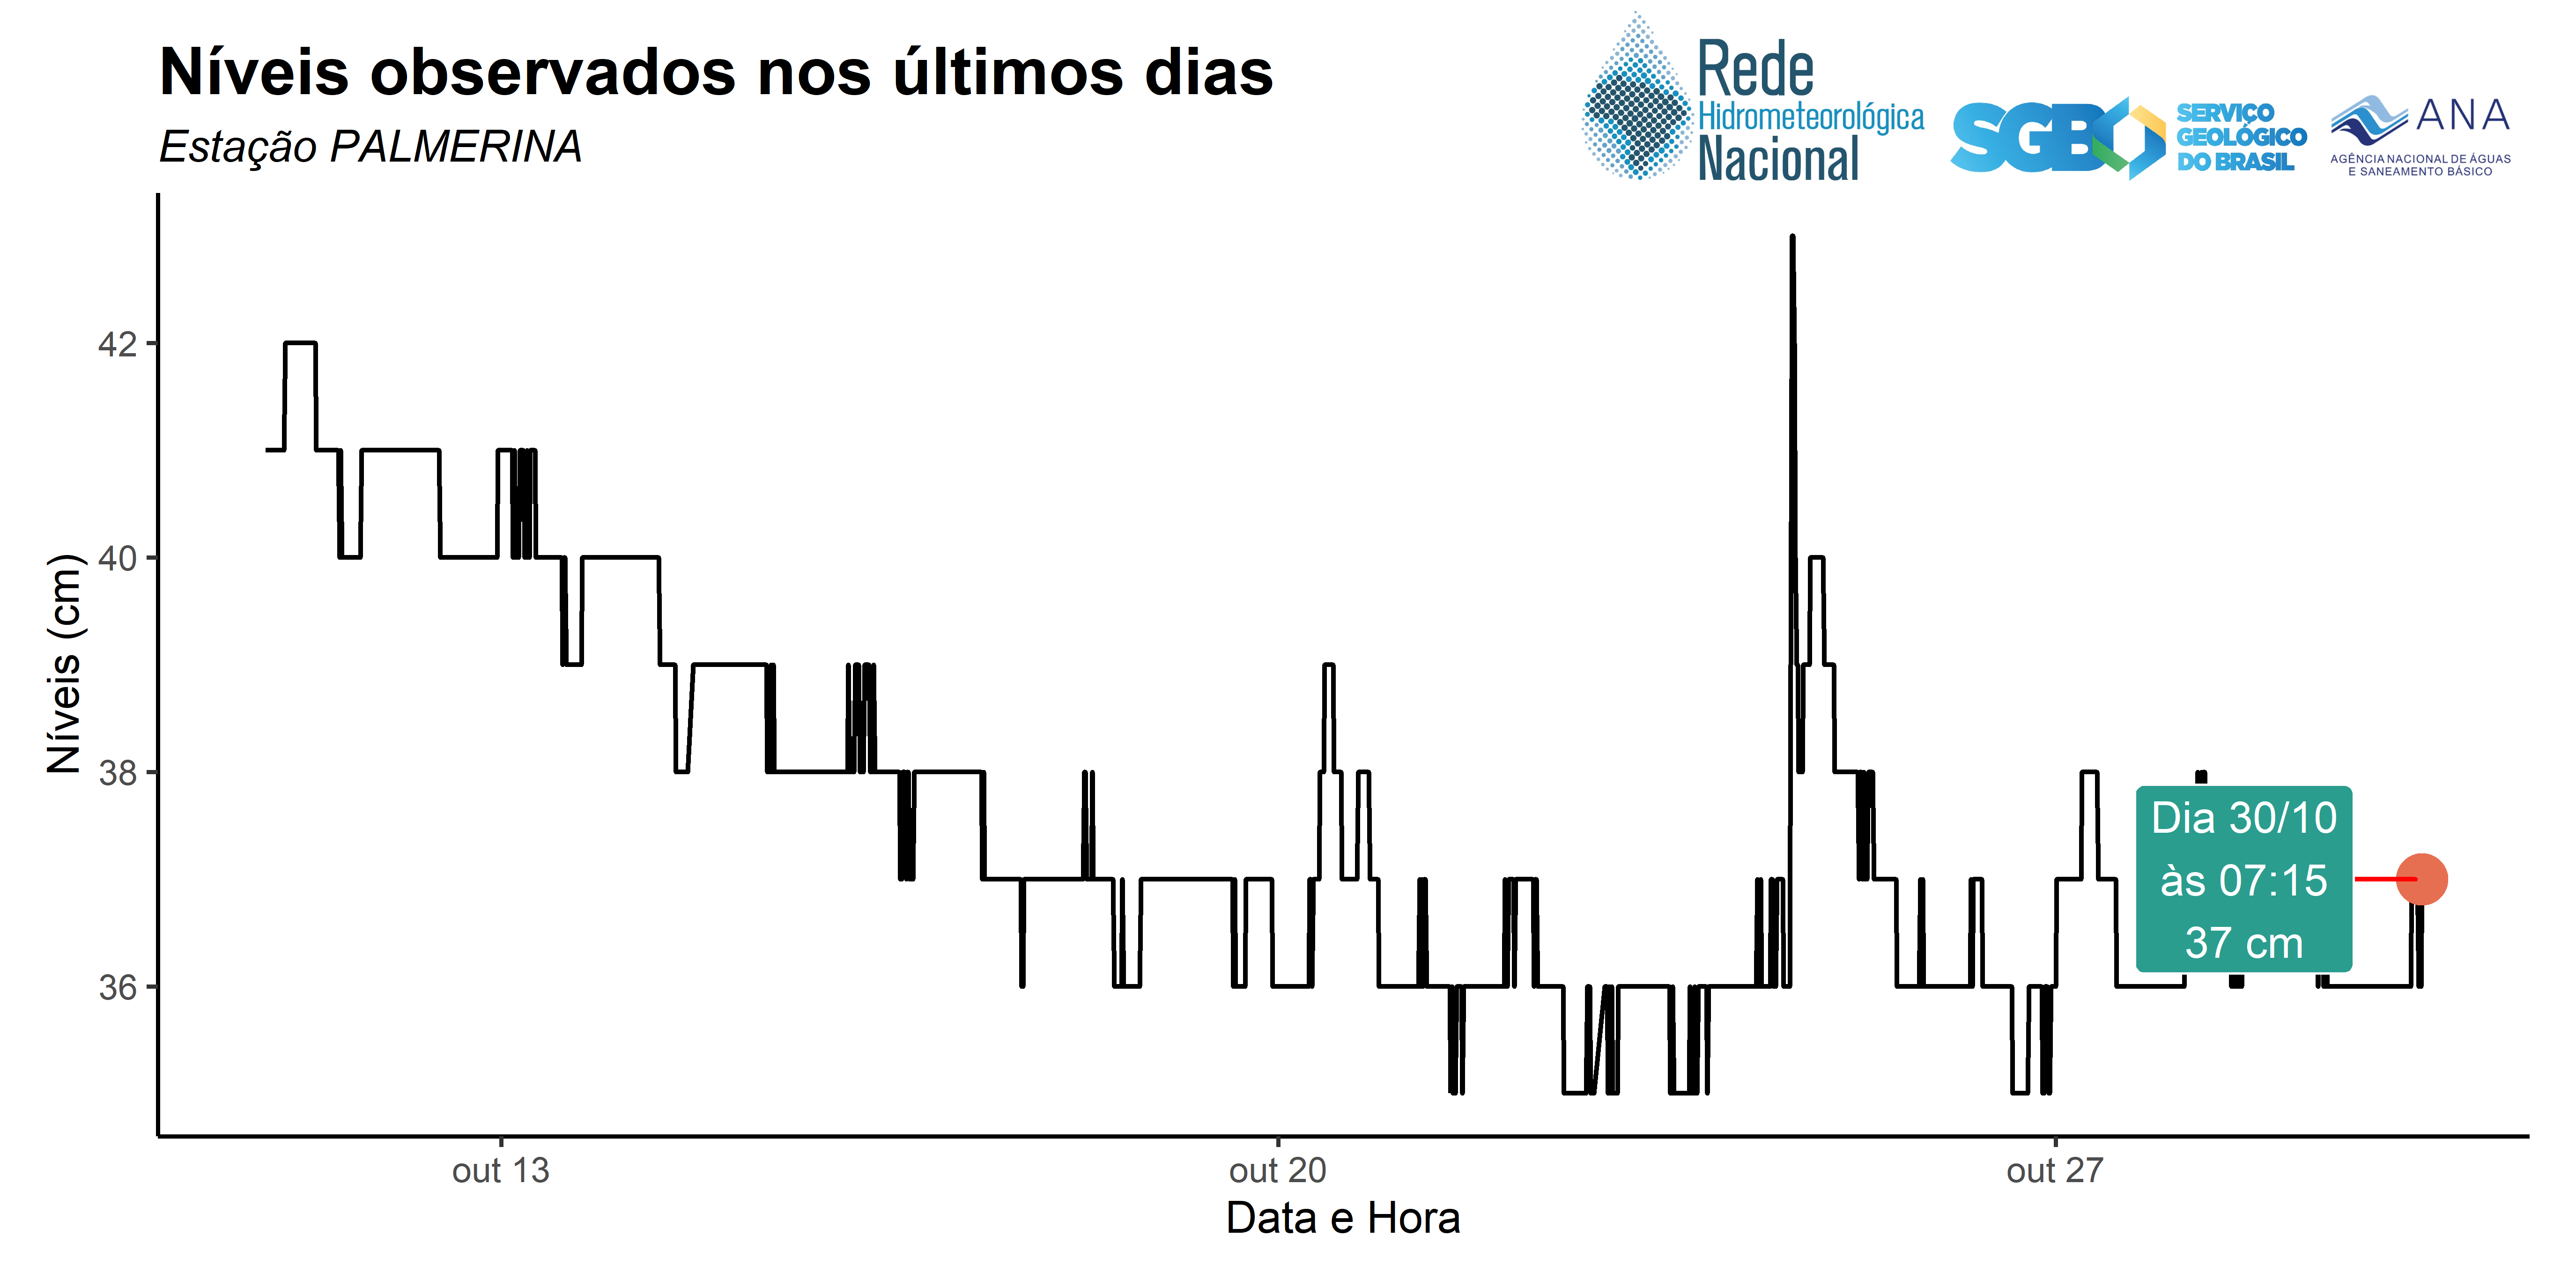 Níveis observados nos últimos dias
Estação PALMERINA
Rede
Hidrometeorológica
Nacional
SGB
SERVIÇO
GEOLÓGICO
DO BRASIL
ANA
AGÊNCIA NACIONAL DE ÁGUAS
E SANEAMENTO BÁSICO
Níveis (cm)
42
40
38
36
Dia 30/10
às 07:15
37 cm
out 13
out 20
out 27
Data e Hora